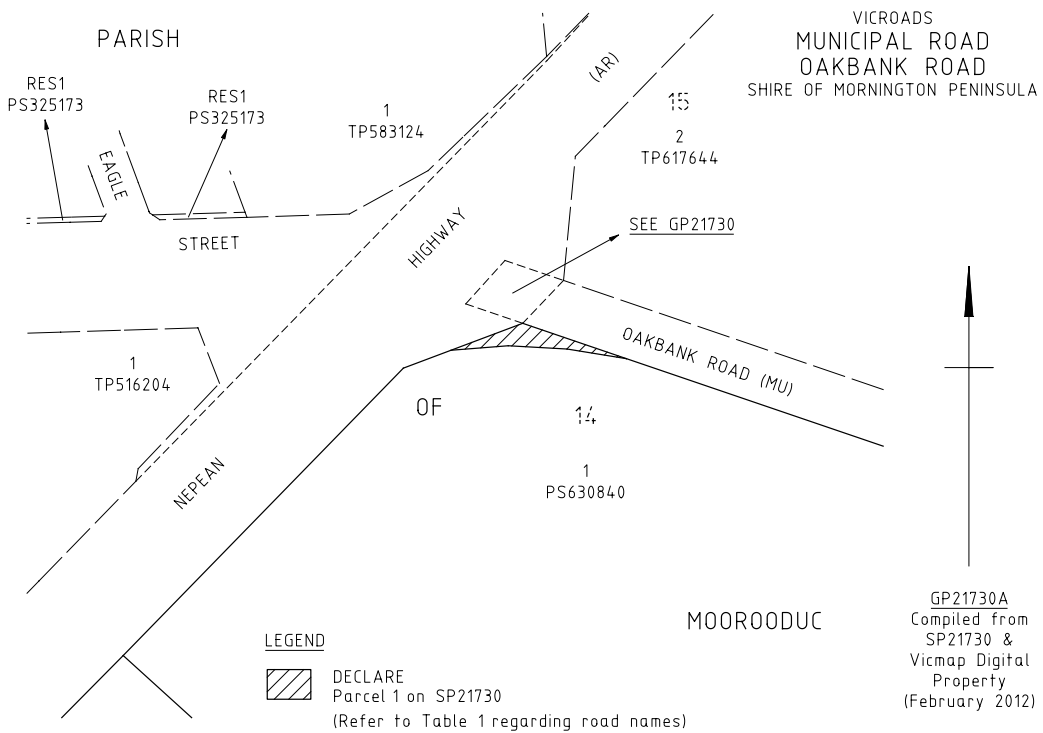 PARISH
VICROADS
MUNICIPAL ROAD
OAKBANK ROAD
SHIRE OF MORNINGTON PENINSULA
RES1
PS325173
RES1
PS325173
1
TP583124
(AR)
15
2
TP617644
EAGLE
STREET
HIGHWAY
SEE GP21730
OAKBANK ROAD (MU)
1
TP516204
OF
14
1
PS630840
NEPEAN
MOOROODUC
GP21730A
Compiled from
SP21730 &
Vicmap Digital
Property
(February 2012)
LEGEND
DECLARE
Parcel 1 on SP21730
(Refer to Table 1 regarding road names)